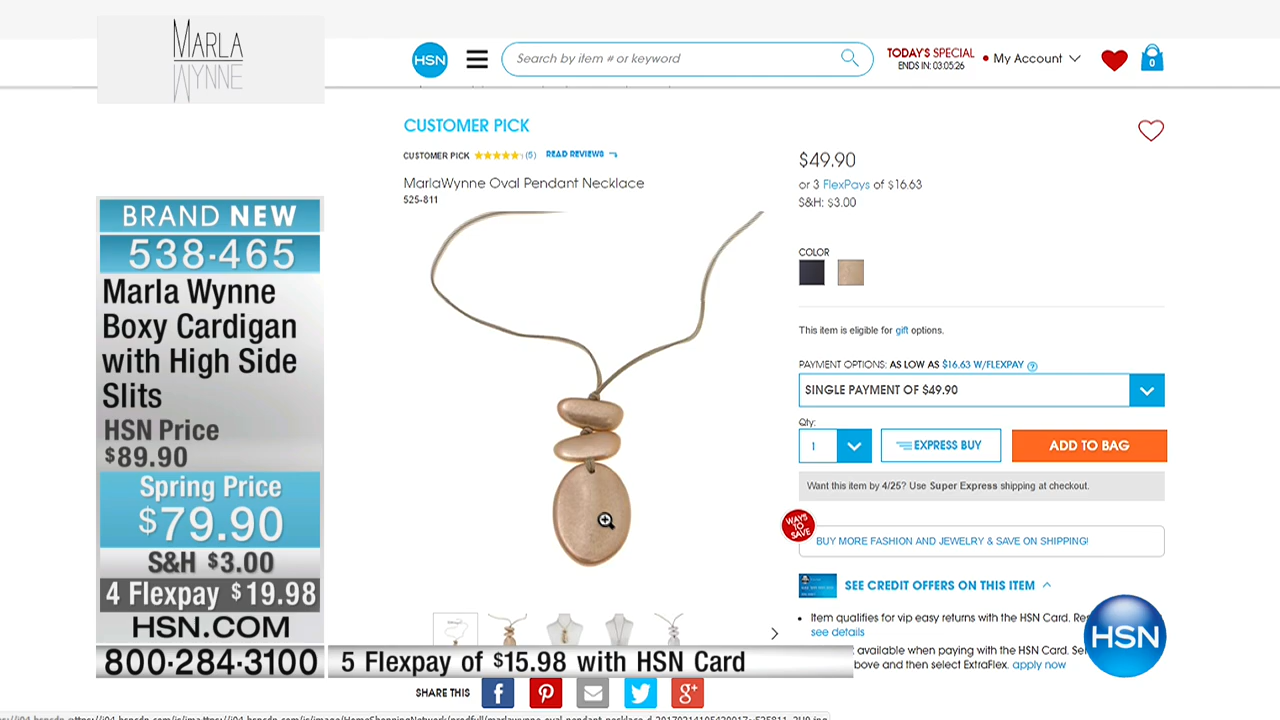 MARLA
WYNNE
HSN
Search by item # or keyword
TODAY'S SPECIAL
ENDS IN: 03:05:26
My Account
0
CUSTOMER PICK
CUSTOMER PICK (5) READ REVIEWS
MarlaWynne Oval Pendant Necklace
525-811
$49.90
or 3 FlexPays of $16.63
S&H: $3.00
COLOR
This item is eligible for gift options.
PAYMENT OPTIONS: AS LOW AS $16.63 W/FLEXPAY ?
SINGLE PAYMENT OF $49.90
Qty:
1
EXPRESS BUY
ADD TO BAG
Want this item by 4/25? Use Super Express shipping at checkout.
WAYS TO SAVE
BUY MORE FASHION AND JEWELRY & SAVE ON SHIPPING!
SEE CREDIT OFFERS ON THIS ITEM
Item qualifies for vip easy returns with the HSN Card. Re
see details
available when paying with the HSN Card. Se
bove and then select ExtraFlex. apply now
HSN
SHARE THIS
f
g+
BRAND NEW
538-465
Marla Wynne
Boxy Cardigan
with High Side
Slits
HSN Price
$89.90
Spring Price
$79.90
S&H $3.00
4 Flexpay $19.98
HSN.COM
800-284-3100
5 Flexpay of $15.98 with HSN Card